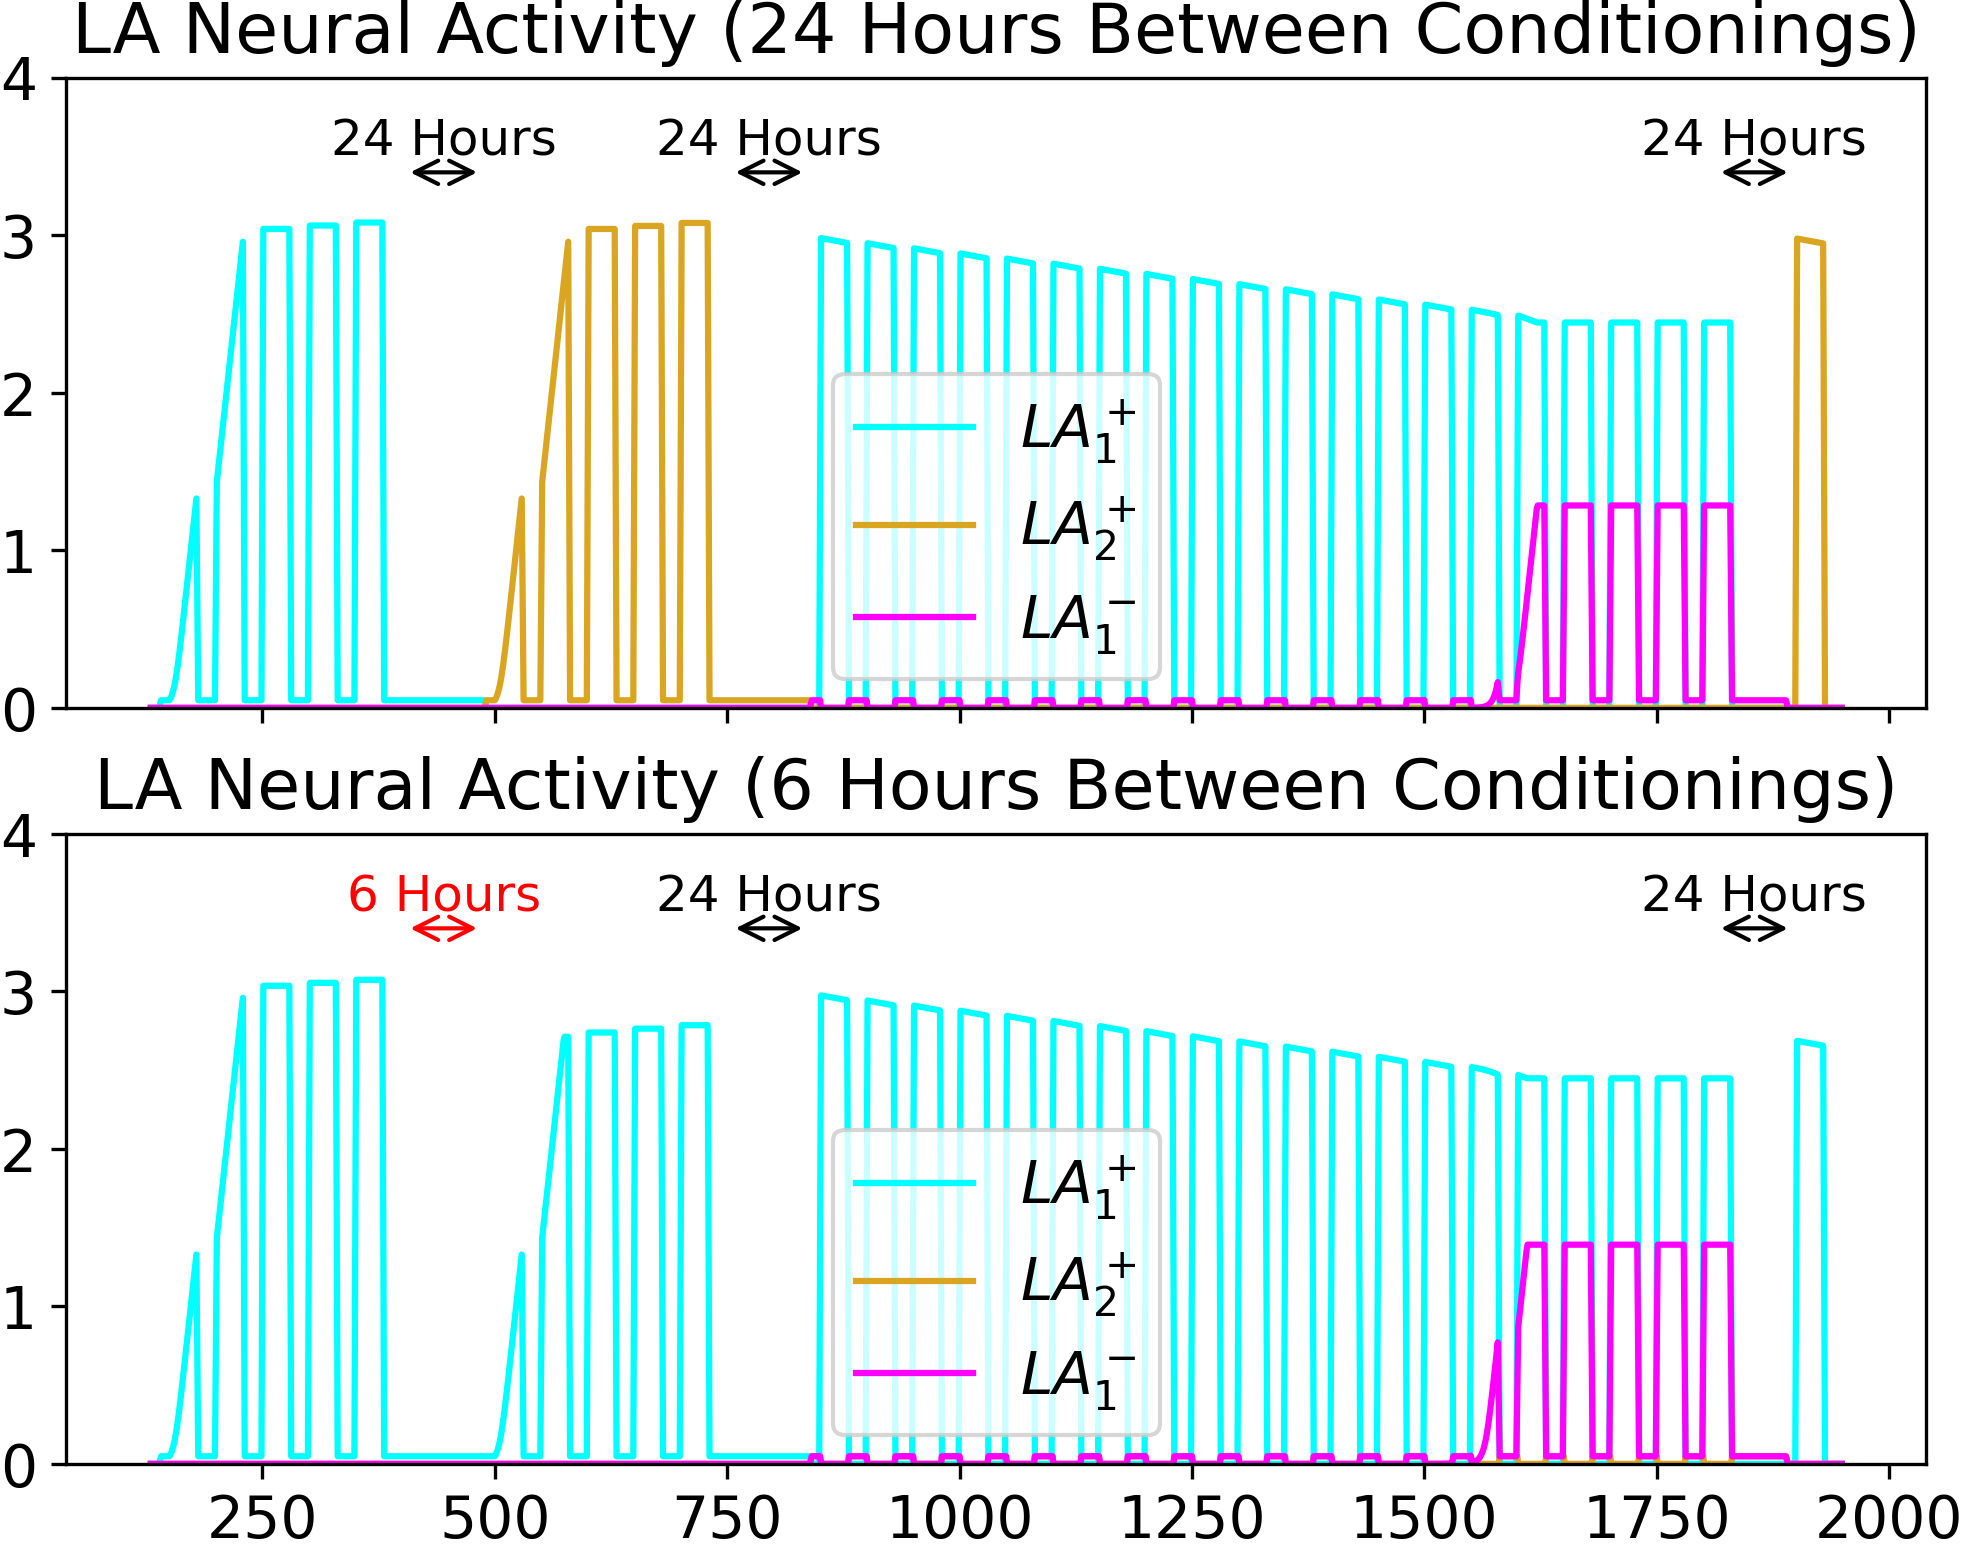 LA Neural Activity (24 Hours Between Conditionings)
4
24 Hours 24 Hours 24 Hours
3
2
LA₁⁺
LA₂⁺
1
LA₁⁻
0
LA Neural Activity (6 Hours Between Conditionings)
4
6 Hours 24 Hours 24 Hours
3
2
LA₁⁺
LA₂⁺
1
LA₁⁻
0
250 500 750 1000 1250 1500 1750 2000